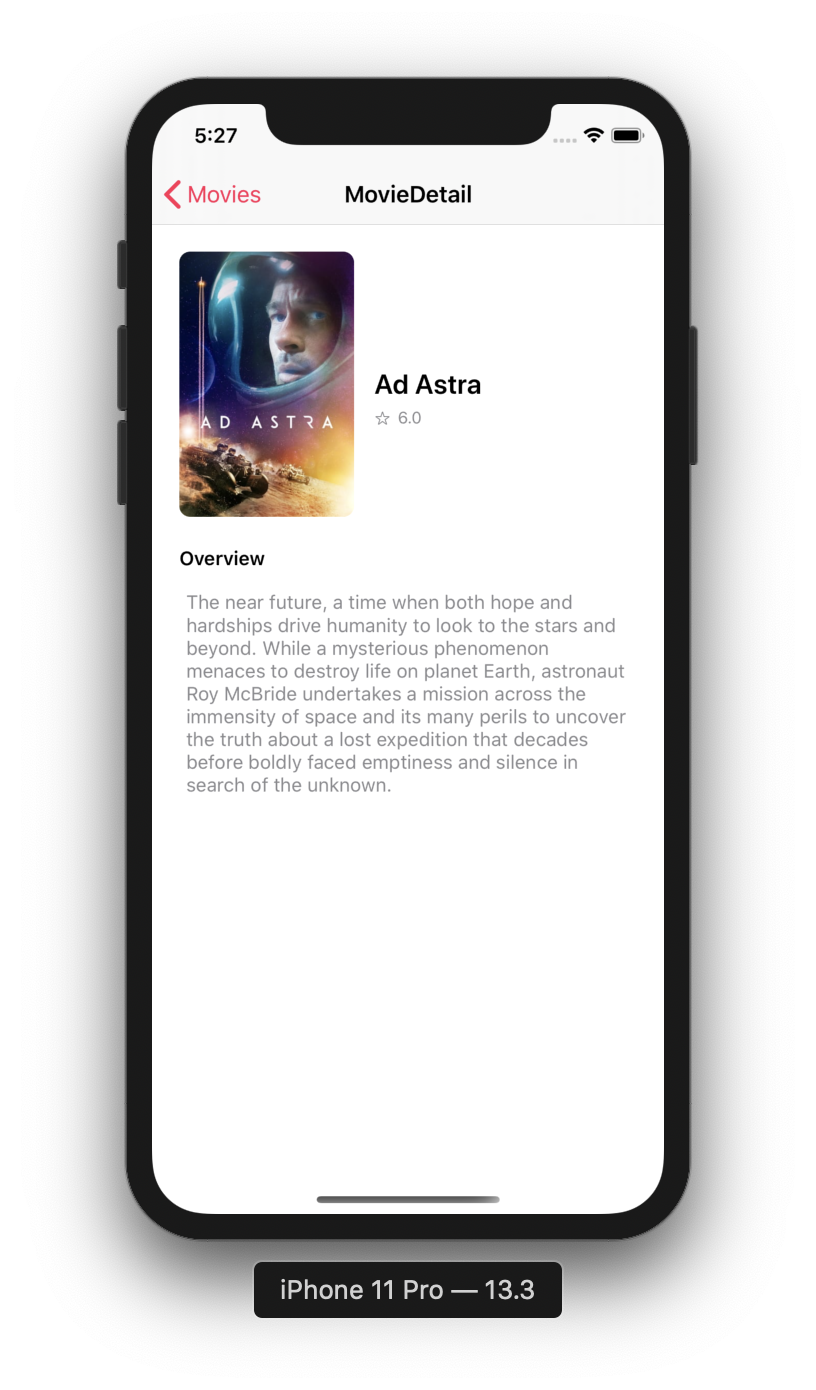 5:27
Movies
MovieDetail
AD ASTRA
Ad Astra
6.0
Overview
The near future, a time when both hope and
hardships drive humanity to look to the stars and
beyond. While a mysterious phenomenon
menaces to destroy life on planet Earth, astronaut
Roy McBride undertakes a mission across the
immensity of space and its many perils to uncover
the truth about a lost expedition that decades
before boldly faced emptiness and silence in
search of the unknown.
iPhone 11 Pro — 13.3